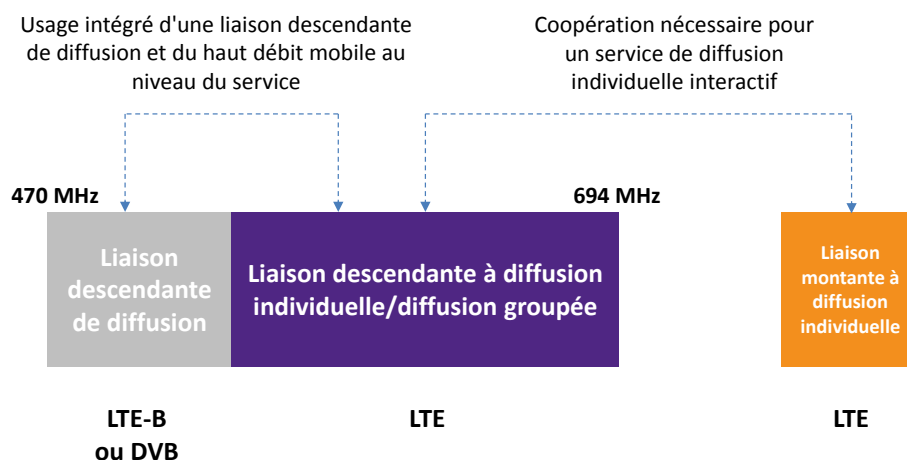 Usage intégré d'une liaison descendante
de diffusion et du haut débit mobile au
niveau du service
Coopération nécessaire pour
un service de diffusion
individuelle interactif
470 MHz
694 MHz
Liaison
descendante
de diffusion
Liaison descendante à diffusion
individuelle/diffusion groupée
Liaison
montante à
diffusion
individuelle
LTE-B
ou DVB
LTE
LTE